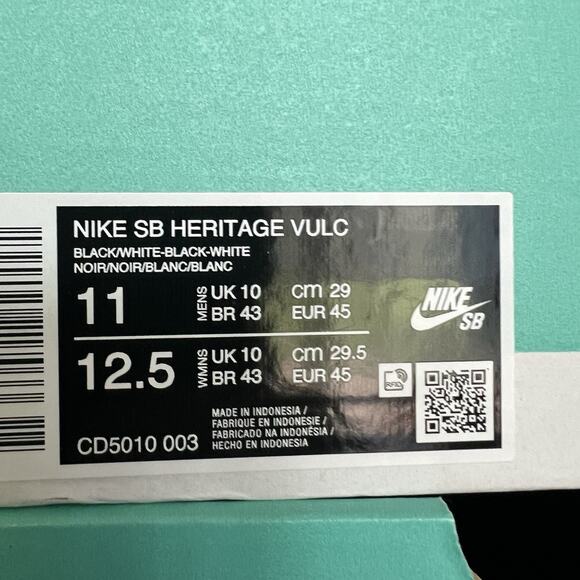 NIKE SB HERITAGE VULC
BLACK/WHITE-BLACK-WHITE
NOIR/NOIR/BLANC/BLANC
11 MENS UK 10 cm 29
BR 43 EUR 45
12.5 WMNS UK 10 cm 29.5
BR 43 EUR 45
NIKE
SB
RFID
CD5010 003
MADE IN INDONESIA /
FABRIQUE EN INDONESIE /
FABRICADO NA INDONÉSIA /
HECHO EN INDONESIA